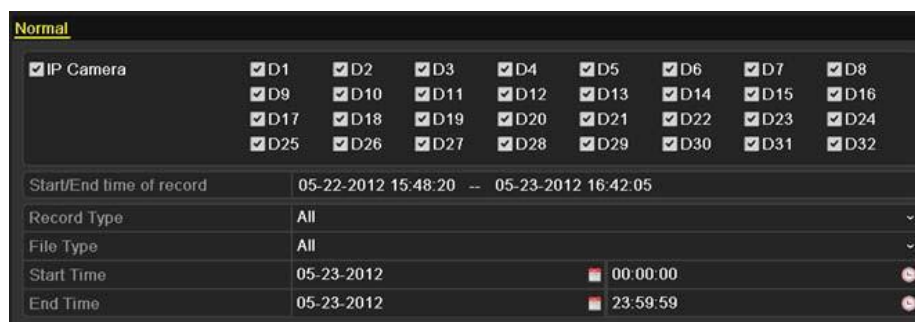 Normal
IP Camera D1 D2 D3 D4 D5 D6 D7 D8
D9 D10 D11 D12 D13 D14 D15 D16
D17 D18 D19 D20 D21 D22 D23 D24
D25 D26 D27 D28 D29 D30 D31 D32
Start/End time of record 05-22-2012 15:48:20 -- 05-23-2012 16:42:05
Record Type All
File Type All
Start Time 05-23-2012 00:00:00
End Time 05-23-2012 23:59:59